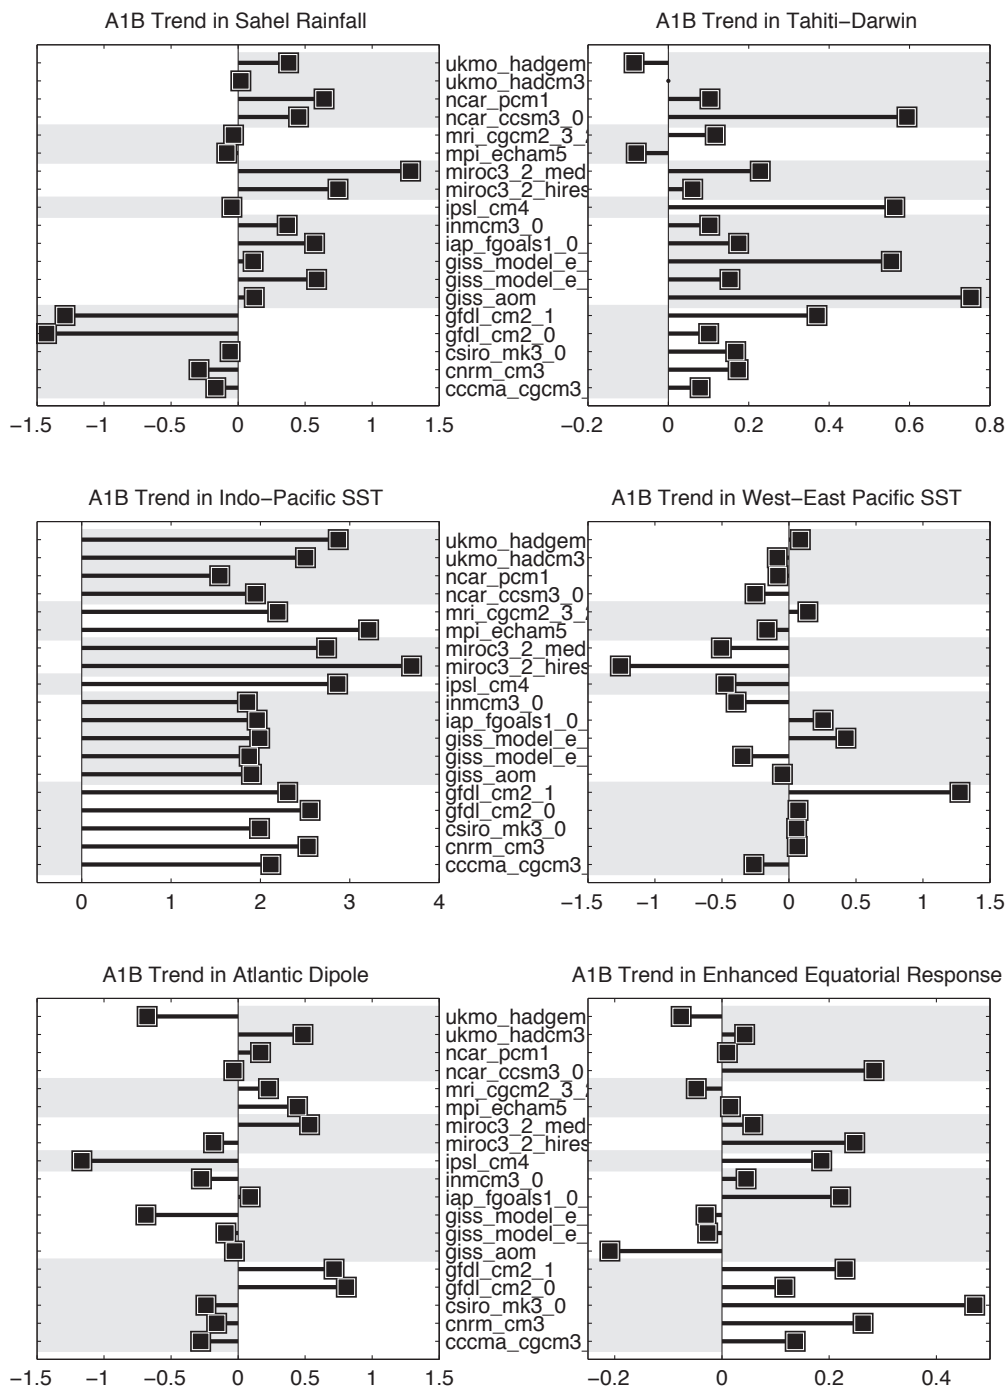 A1B Trend in Sahel Rainfall
ukmo_hadgem
ukmo_hadcm3
ncar_pcm1
ncar_ccsm3_0
mri_cgcm2_3_2
mpi_echam5
miroc3_2_med
miroc3_2_hires
ipsl_cm4
inmcm3_0
iap_fgoals1_0_
giss_model_e_
giss_model_e_
giss_aom
gfdl_cm2_1
gfdl_cm2_0
csiro_mk3_0
cnrm_cm3
cccma_cgcm3_
−1.5 −1 −0.5 0 0.5 1 1.5
A1B Trend in Tahiti−Darwin
−0.2 0 0.2 0.4 0.6 0.8
A1B Trend in Indo−Pacific SST
ukmo_hadgem
ukmo_hadcm3
ncar_pcm1
ncar_ccsm3_0
mri_cgcm2_3_2
mpi_echam5
miroc3_2_med
miroc3_2_hires
ipsl_cm4
inmcm3_0
iap_fgoals1_0_
giss_model_e_
giss_model_e_
giss_aom
gfdl_cm2_1
gfdl_cm2_0
csiro_mk3_0
cnrm_cm3
cccma_cgcm3_
0 1 2 3 4
A1B Trend in West−East Pacific SST
−1.5 −1 −0.5 0 0.5 1 1.5
A1B Trend in Atlantic Dipole
ukmo_hadgem
ukmo_hadcm3
ncar_pcm1
ncar_ccsm3_0
mri_cgcm2_3_2
mpi_echam5
miroc3_2_med
miroc3_2_hires
ipsl_cm4
inmcm3_0
iap_fgoals1_0_
giss_model_e_
giss_model_e_
giss_aom
gfdl_cm2_1
gfdl_cm2_0
csiro_mk3_0
cnrm_cm3
cccma_cgcm3_
−1.5 −1 −0.5 0 0.5 1 1.5
A1B Trend in Enhanced Equatorial Response
−0.2 0 0.2 0.4